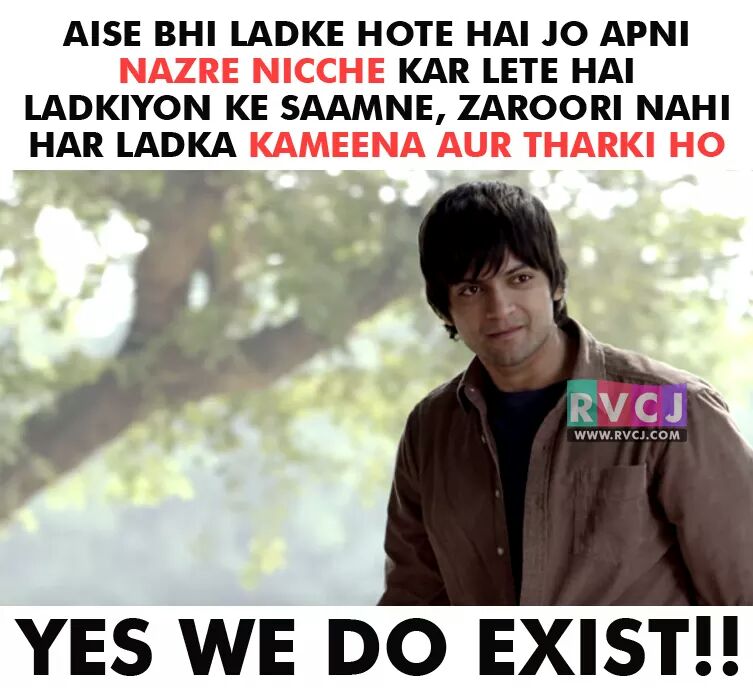 AISE BHI LADKE HOTE HAI JO APNI
NAZRE NICCHE KAR LETE HAI
LADKIYON KE SAAMNE, ZAROORI NAHI
HAR LADKA KAMEENA AUR THARKI HO
RVCJ
WWW.RVCJ.COM
YES WE DO EXIST!!